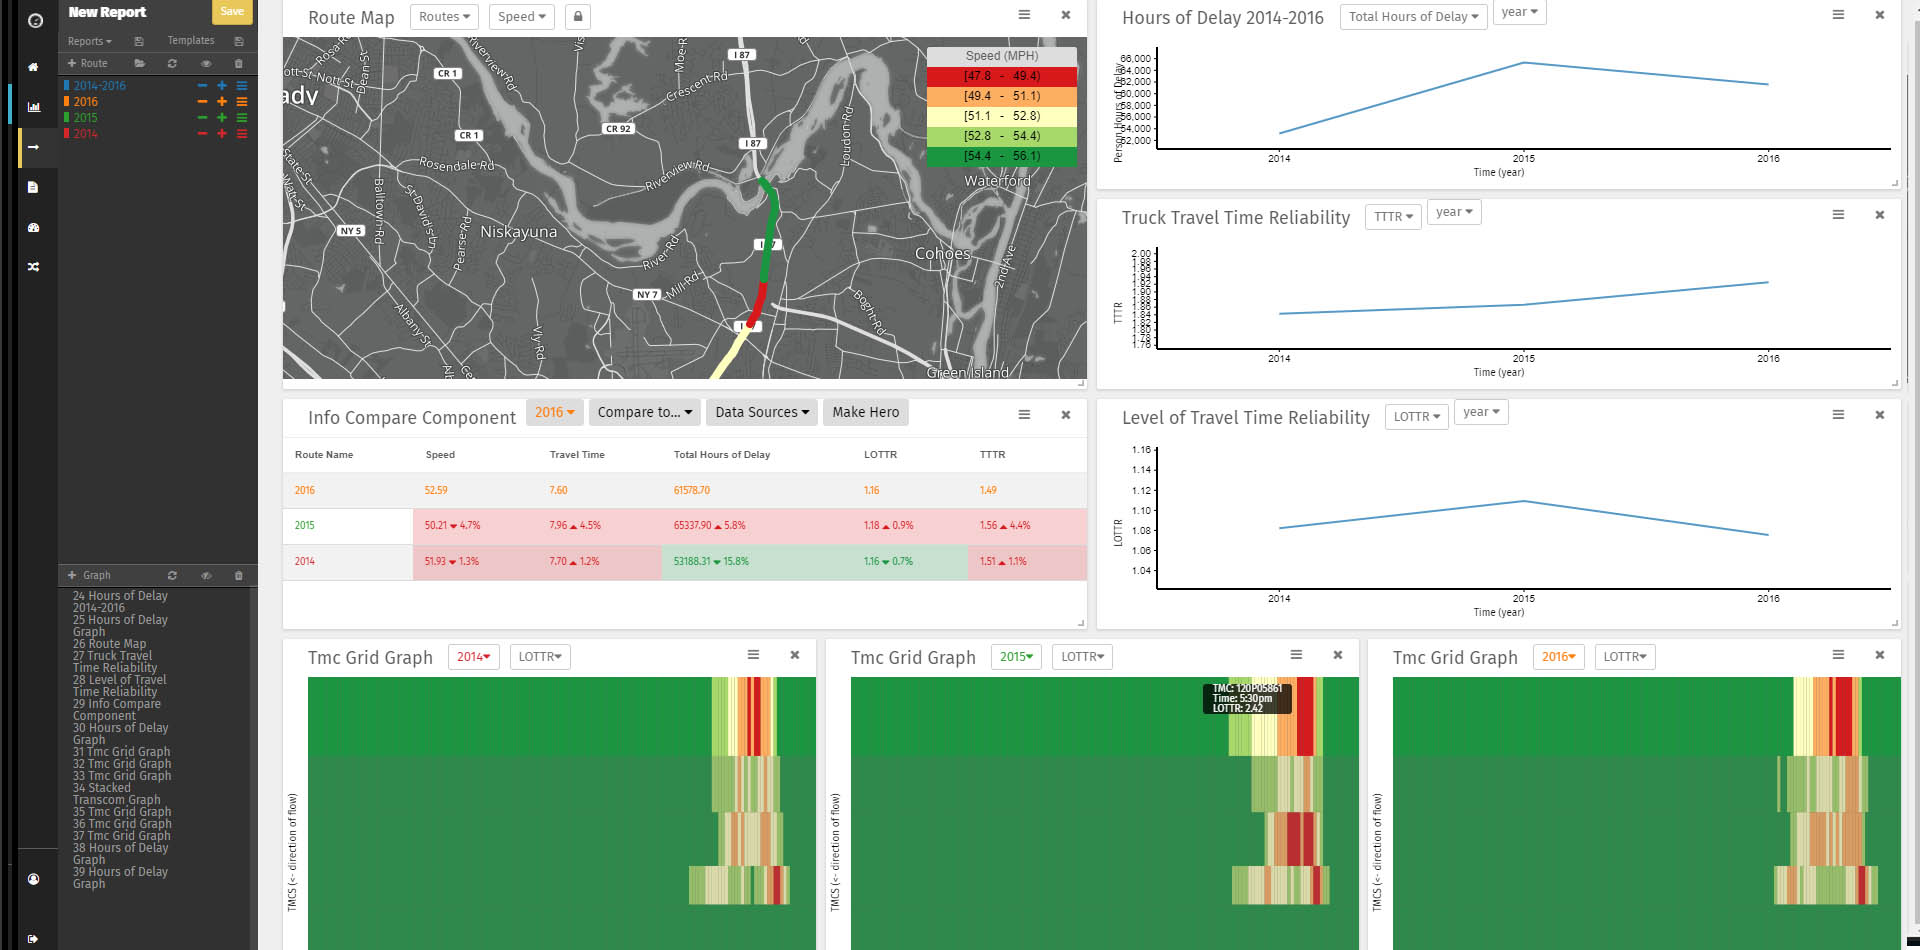 New Report
Save
Reports
Templates
+ Route
2014-2016
2016
2015
2014
+ Graph
24 Hours of Delay
2014-2016
25 Hours of Delay
Graph
26 Route Map
27 Truck Travel
Time Reliability
28 Level of Travel
Time Reliability
29 Info Compare
Component
30 Hours of Delay
Graph
31 Tmc Grid Graph
32 Tmc Grid Graph
33 Tmc Grid Graph
34 Stacked
Transcom Graph
35 Tmc Grid Graph
36 Tmc Grid Graph
37 Tmc Grid Graph
38 Hours of Delay
Graph
39 Hours of Delay
Graph
Route Map
Routes
Speed
Speed (MPH)
[47.8 - 49.4)
[49.4 - 51.1)
[51.1 - 52.8)
[52.8 - 54.4)
[54.4 - 56.1)
Rosa Rd
Dean St
ott St
Nott St
ady
CR 1
Riverview Rd
I 87
Crescent Rd
CR 92
CR 1
I 87
Loudon Rd
Rosendale Rd
Riverview Rd
State St
Watt St
Balltown Rd
St Davids Ln
Pearse Rd
Waterford
NY 5
Niskayuna
River Rd
Cohoes
2nd Ave
NY 7
Mill Rd
Boght Rd
Albany St
Vly Rd
Green Island
Hours of Delay 2014-2016
Total Hours of Delay
year
Person Hours of Delay
66,000
64,000
62,000
60,000
58,000
56,000
54,000
52,000
2014
2015
2016
Time (year)
Truck Travel Time Reliability
TTTR
year
TTTR
2.00
1.98
1.96
1.94
1.92
1.90
1.88
1.86
1.84
1.82
1.80
1.78
1.76
2014
2015
2016
Time (year)
Info Compare Component
2016
Compare to...
Data Sources
Make Hero
Route Name Speed Travel Time Total Hours of Delay LOTTR TTTR
2016 52.59 7.60 61578.70 1.16 1.49
2015 50.21 4.7% 7.96 4.5% 65337.90 5.8% 1.18 0.9% 1.56 4.4%
2014 51.93 1.3% 7.70 1.2% 53188.31 15.8% 1.16 0.7% 1.51 1.1%
Level of Travel Time Reliability
LOTTR
year
LOTTR
1.16
1.14
1.12
1.10
1.08
1.06
1.04
2014
2015
2016
Time (year)
Tmc Grid Graph
2014
LOTTR
TMCS (<- direction of flow)
Tmc Grid Graph
2015
LOTTR
TMC: 120P05861
Time: 5:30pm
LOTTR: 2.42
TMCS (<- direction of flow)
Tmc Grid Graph
2016
LOTTR
TMCS (<- direction of flow)